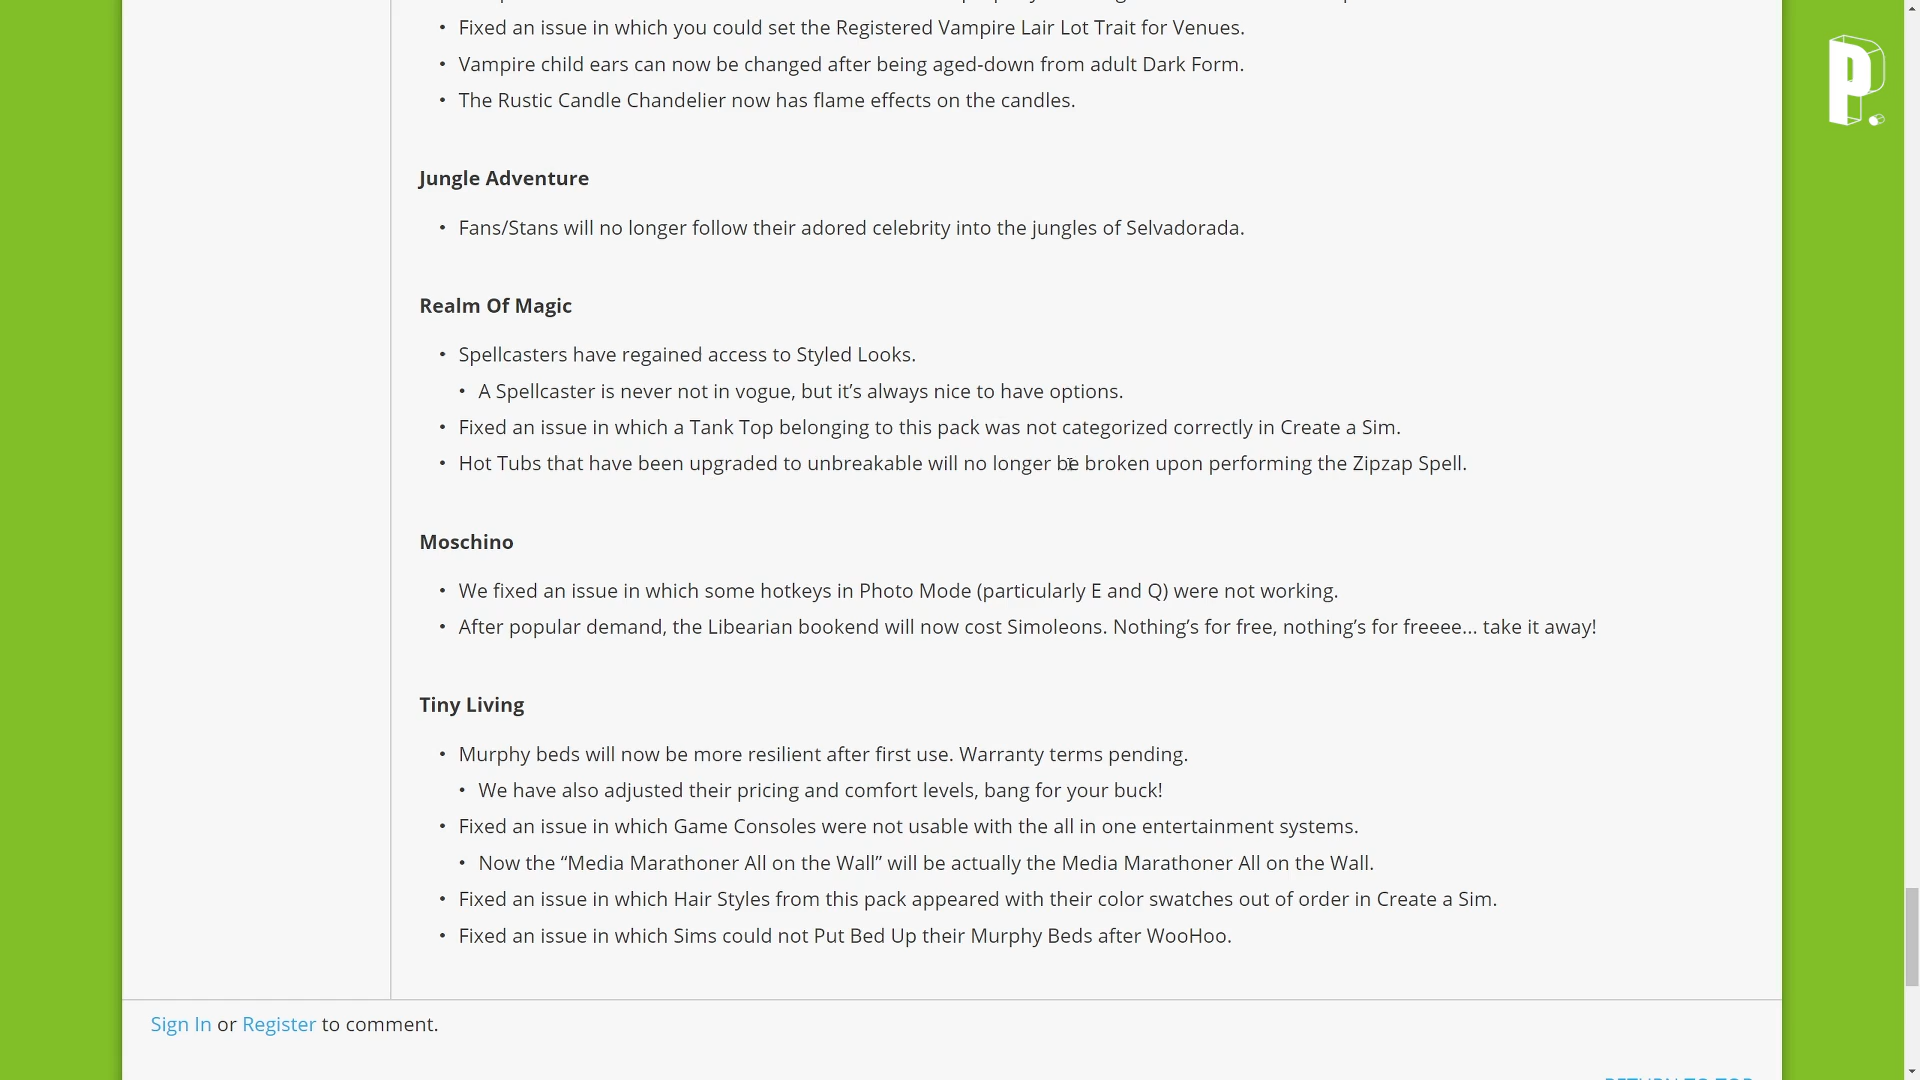 • Fixed an issue in which you could set the Registered Vampire Lair Lot Trait for Venues.
• Vampire child ears can now be changed after being aged-down from adult Dark Form.
• The Rustic Candle Chandelier now has flame effects on the candles.
Jungle Adventure
• Fans/Stans will no longer follow their adored celebrity into the jungles of Selvadorada.
Realm Of Magic
• Spellcasters have regained access to Styled Looks.
• A Spellcaster is never not in vogue, but it’s always nice to have options.
• Fixed an issue in which a Tank Top belonging to this pack was not categorized correctly in Create a Sim.
• Hot Tubs that have been upgraded to unbreakable will no longer be broken upon performing the Zipzap Spell.
Moschino
• We fixed an issue in which some hotkeys in Photo Mode (particularly E and Q) were not working.
• After popular demand, the Libearian bookend will now cost Simoleons. Nothing’s for free, nothing’s for freeee... take it away!
Tiny Living
• Murphy beds will now be more resilient after first use. Warranty terms pending.
• We have also adjusted their pricing and comfort levels, bang for your buck!
• Fixed an issue in which Game Consoles were not usable with the all in one entertainment systems.
• Now the “Media Marathoner All on the Wall” will be actually the Media Marathoner All on the Wall.
• Fixed an issue in which Hair Styles from this pack appeared with their color swatches out of order in Create a Sim.
• Fixed an issue in which Sims could not Put Bed Up their Murphy Beds after WooHoo.
Sign In or Register to comment.
RETURN TO TOP
P.